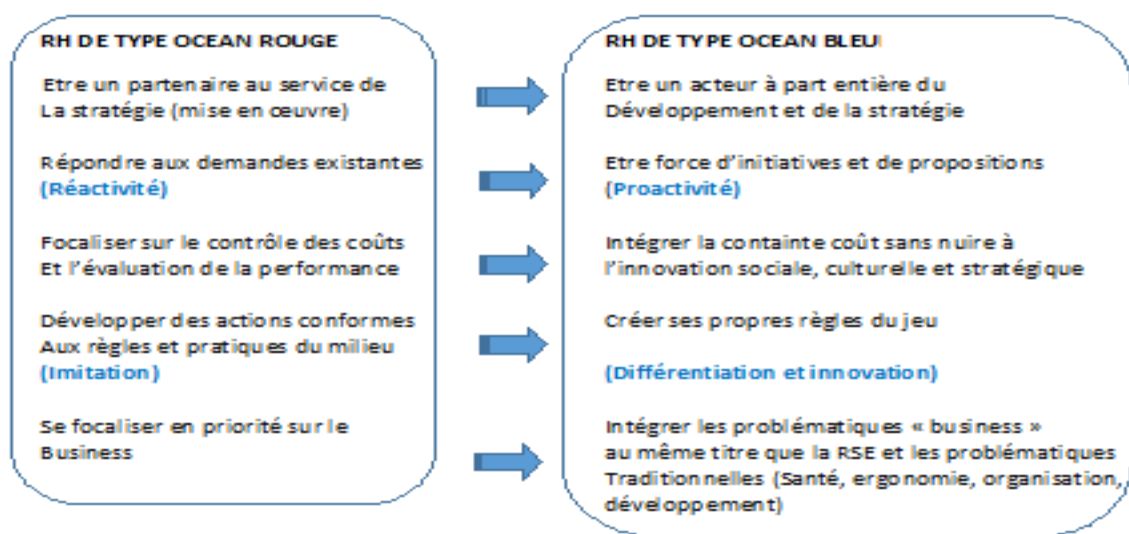 RH DE TYPE OCEAN ROUGE
Etre un partenaire au service de
La stratégie (mise en œuvre)
Répondre aux demandes existantes
(Réactivité)
Focaliser sur le contrôle des coûts
Et l'évaluation de la performance
Développer des actions conformes
Aux règles et pratiques du milieu
(Imitation)
Se focaliser en priorité sur le
Business
RH DE TYPE OCEAN BLEU
Etre un acteur à part entière du
Développement et de la stratégie
Etre force d'initiatives et de propositions
(Proactivité)
Intégrer la containte coût sans nuire à
l'innovation sociale, culturelle et stratégique
Créer ses propres règles du jeu
(Différentiation et innovation)
Intégrer les problématiques « business »
au même titre que la RSE et les problématiques
Traditionnelles (Santé, ergonomie, organisation,
développement)